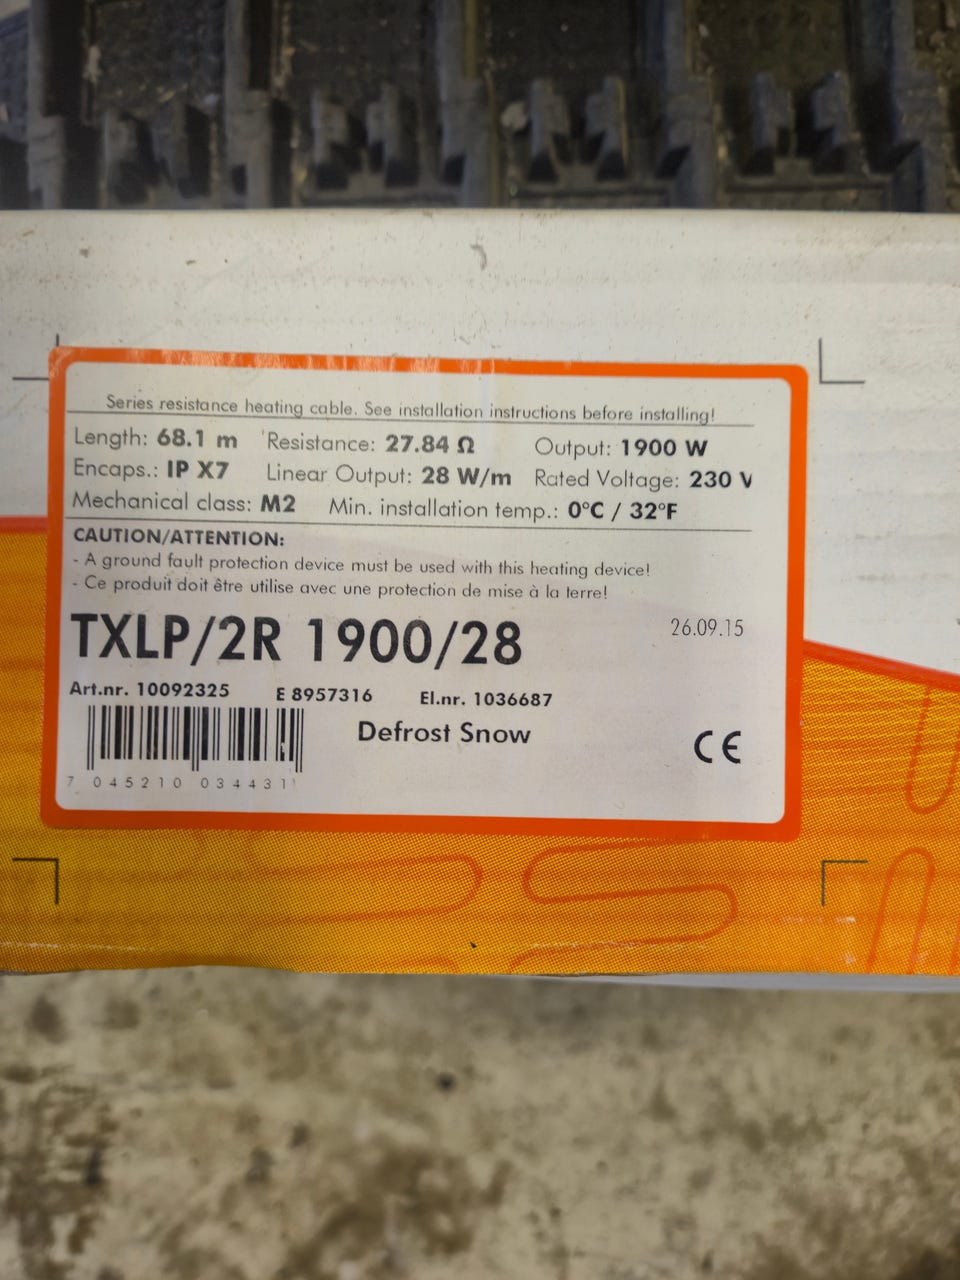 Series resistance heating cable. See installation instructions before installing!
Length: 68.1 m Resistance: 27.84 Ω Output: 1900 W
Encaps.: IP X7 Linear Output: 28 W/m Rated Voltage: 230 V
Mechanical class: M2 Min. installation temp.: 0°C / 32°F
CAUTION/ATTENTION:
- A ground fault protection device must be used with this heating device!
- Ce produit doit être utilise avec une protection de mise à la terre!
TXLP/2R 1900/28 26.09.15
Art.nr. 10092325 E 8957316 El.nr. 1036687
Defrost Snow
CE
7 045210 034431